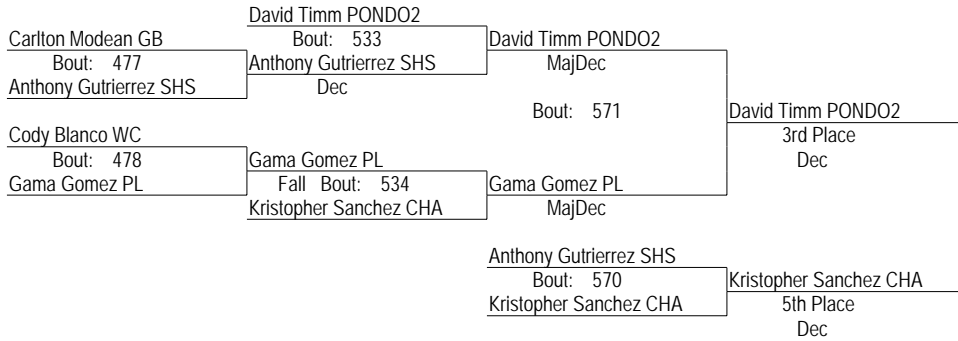 David Timm PONDO2
Carlton Modean GB
Bout: 533
David Timm PONDO2
Bout: 477
Anthony Gutrierrez SHS
MajDec
Anthony Gutrierrez SHS
Dec
Bout: 571
David Timm PONDO2
Cody Blanco WC
3rd Place
Bout: 478
Gama Gomez PL
Dec
Gama Gomez PL
Fall Bout: 534
Gama Gomez PL
Kristopher Sanchez CHA
MajDec
Anthony Gutrierrez SHS
Bout: 570
Kristopher Sanchez CHA
Kristopher Sanchez CHA
5th Place
Dec